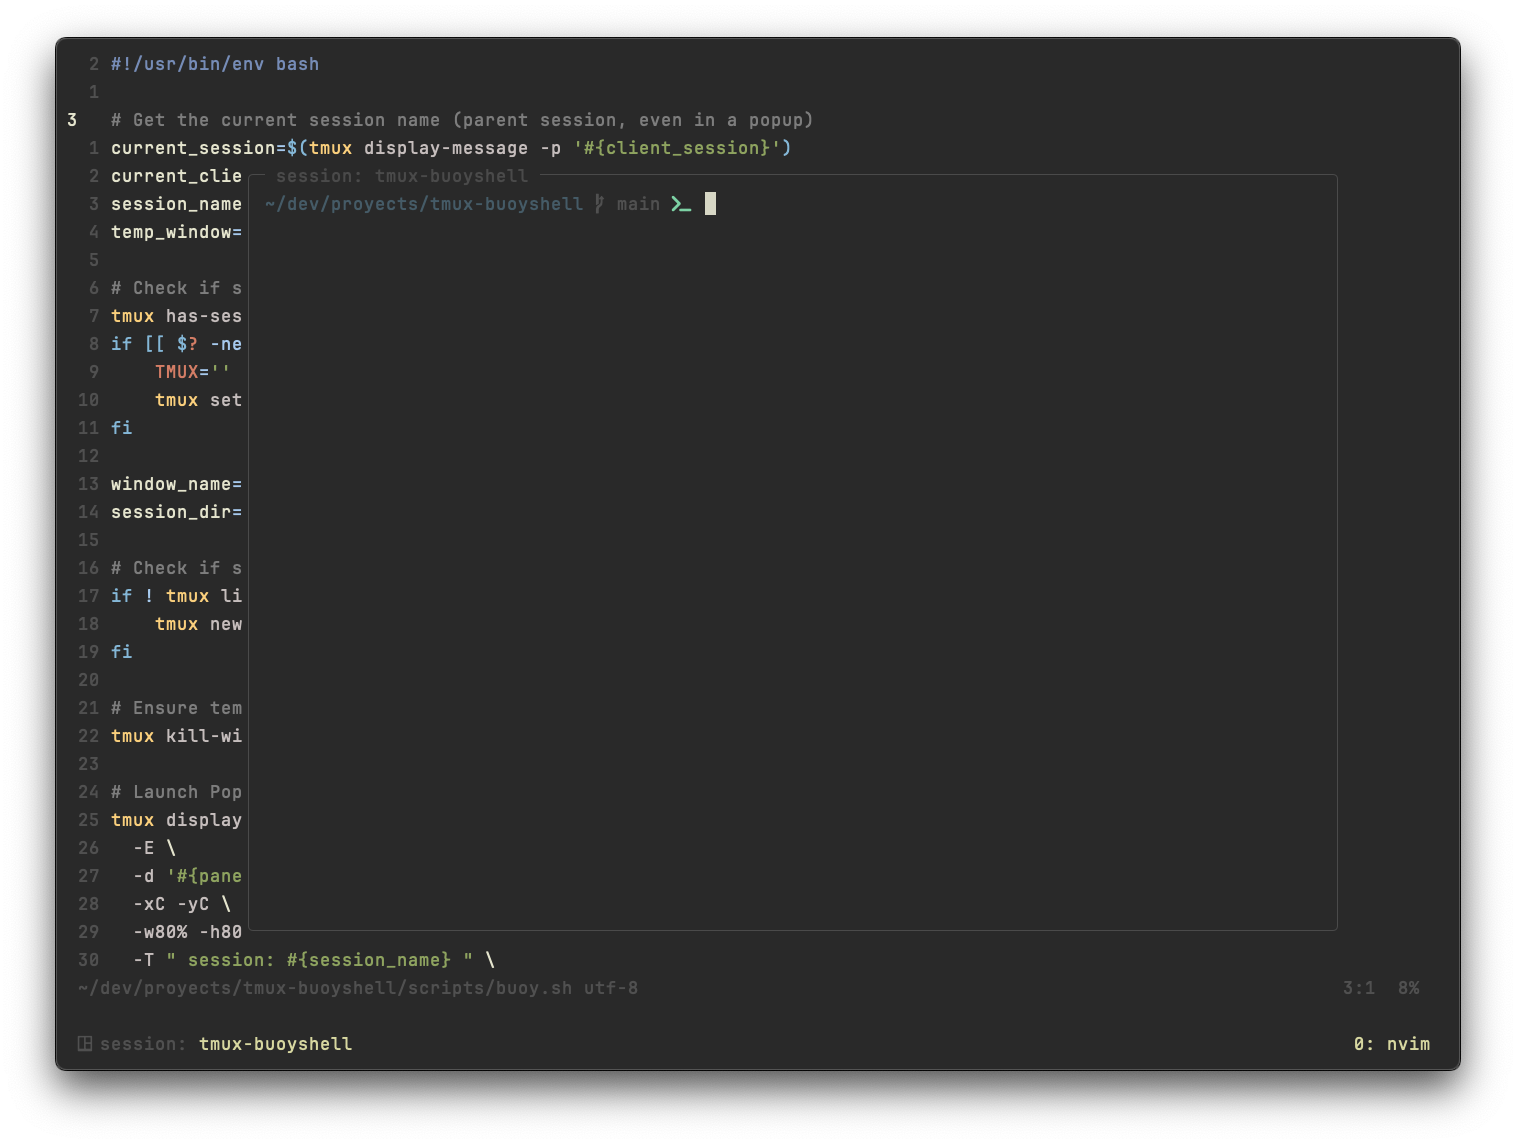 2 #!/usr/bin/env bash
1
3 # Get the current session name (parent session, even in a popup)
1 current_session=$(tmux display-message -p '#{client_session}')
2 current_clie session: tmux-buoyshell
3 session_name ~/dev/proyects/tmux-buoyshell main
4 temp_window=
5
6 # Check if s
7 tmux has-ses
8 if [[ $? -ne
9 TMUX=''
10 tmux set
11 fi
12
13 window_name=
14 session_dir=
15
16 # Check if s
17 if ! tmux li
18 tmux new
19 fi
20
21 # Ensure tem
22 tmux kill-wi
23
24 # Launch Pop
25 tmux display
26 -E \
27 -d '#{pane
28 -xC -yC \
29 -w80% -h80
30 -T " session: #{session_name} " \
~/dev/proyects/tmux-buoyshell/scripts/buoy.sh utf-8 3:1 8%
session: tmux-buoyshell 0: nvim